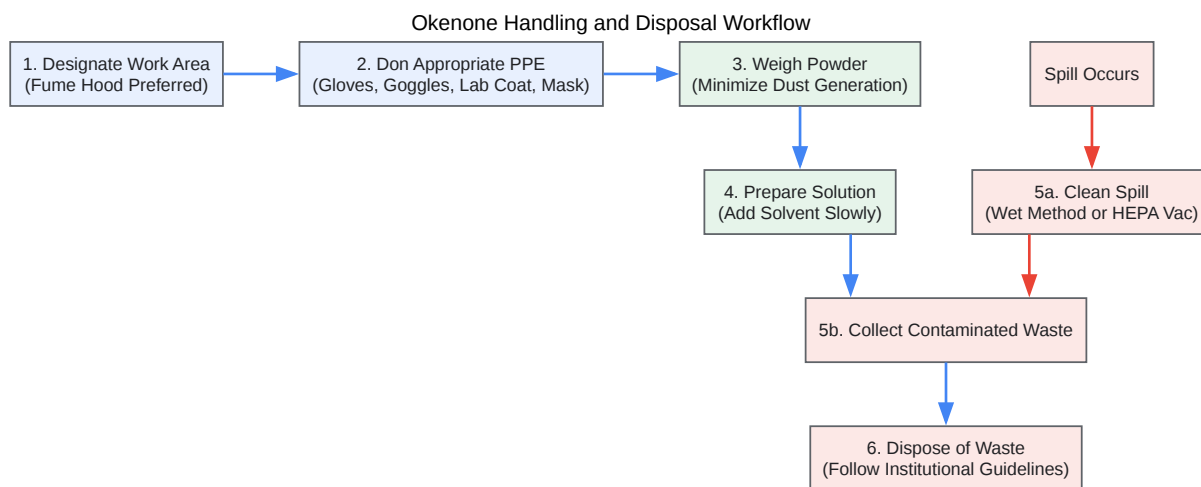 Okenone Handling and Disposal Workflow
1. Designate Work Area
(Fume Hood Preferred)
2. Don Appropriate PPE
(Gloves, Goggles, Lab Coat, Mask)
3. Weigh Powder
(Minimize Dust Generation)
Spill Occurs
4. Prepare Solution
(Add Solvent Slowly)
5a. Clean Spill
(Wet Method or HEPA Vac)
5b. Collect Contaminated Waste
6. Dispose of Waste
(Follow Institutional Guidelines)